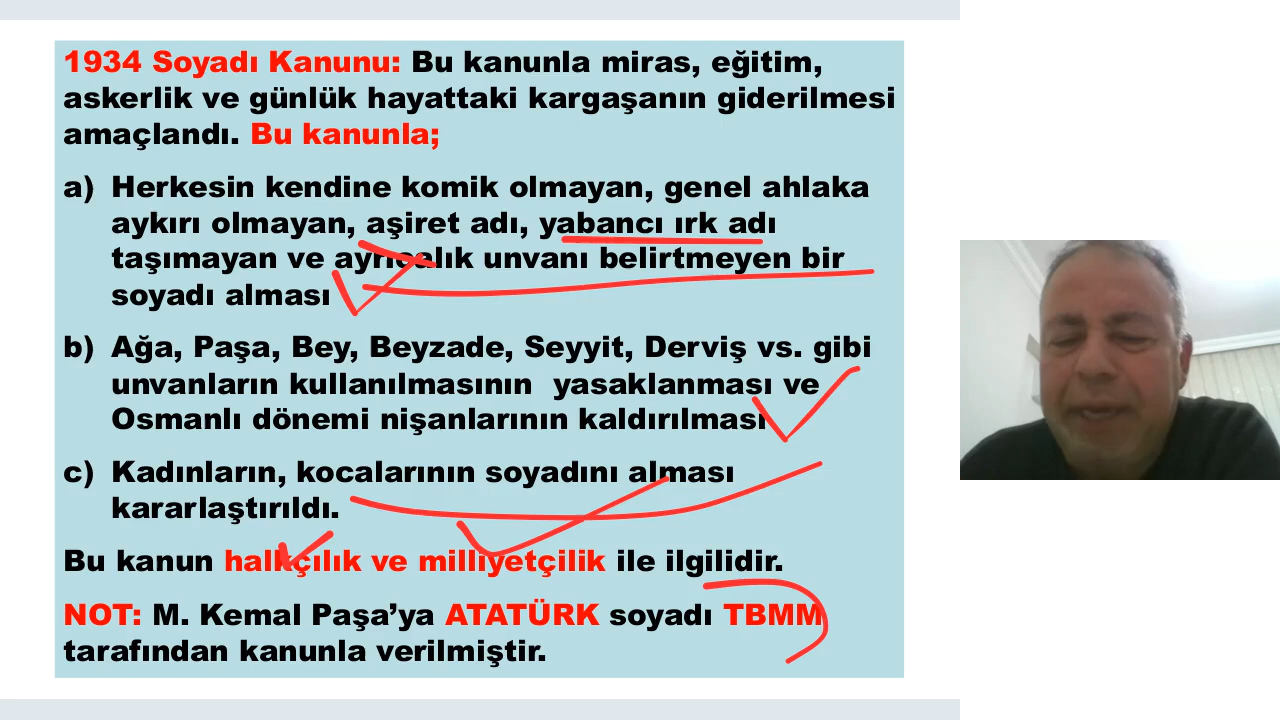 1934 Soyadı Kanunu: Bu kanunla miras, eğitim,
askerlik ve günlük hayattaki kargaşanın giderilmesi
amaçlandı. Bu kanunla;
a) Herkesin kendine komik olmayan, genel ahlaka
aykırı olmayan, aşiret adı, yabancı ırk adı
taşımayan ve ayrıcalık unvanı belirtmeyen bir
soyadı alması
b) Ağa, Paşa, Bey, Beyzade, Seyyit, Derviş vs. gibi
unvanların kullanılmasının yasaklanması ve
Osmanlı dönemi nişanlarının kaldırılması
c) Kadınların, kocalarının soyadını alması
kararlaştırıldı.
Bu kanun halkçılık ve milliyetçilik ile ilgilidir.
NOT: M. Kemal Paşa’ya ATATÜRK soyadı TBMM
tarafından kanunla verilmiştir.